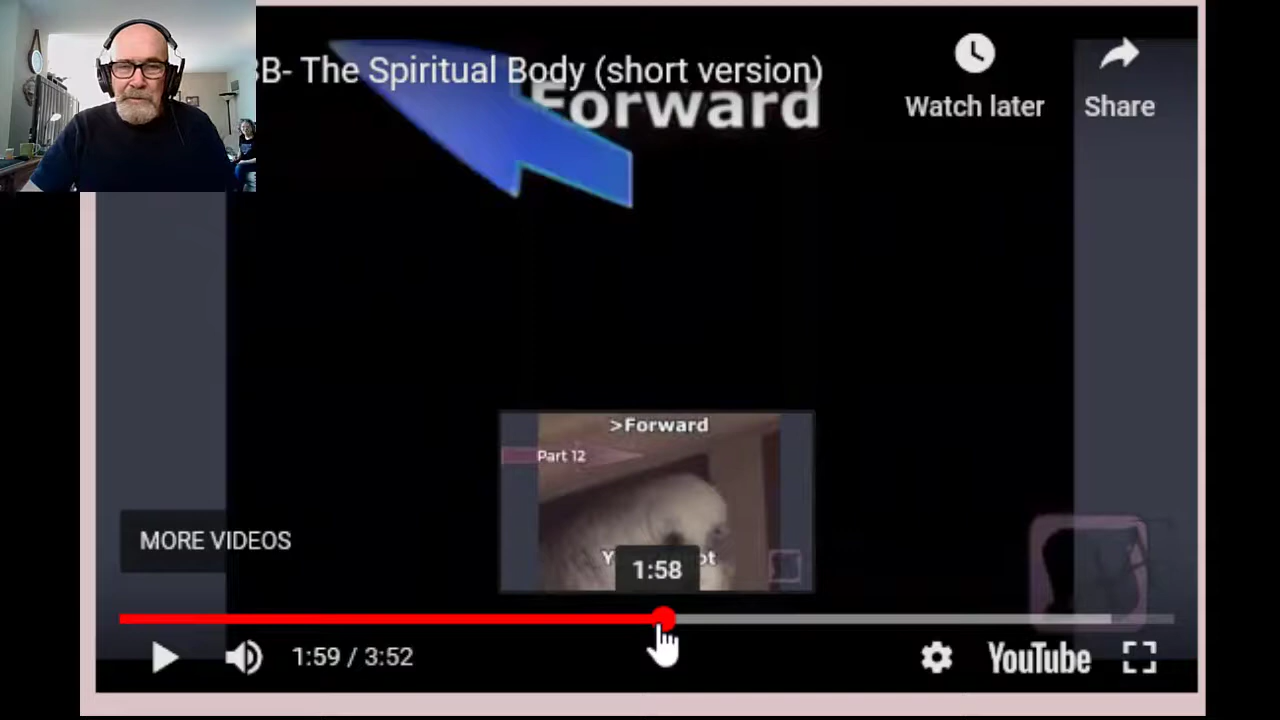 B- The Spiritual Body (short version)
Forward
Watch later
Share
>Forward
Part 12
1:58
MORE VIDEOS
1:59 / 3:52
YouTube